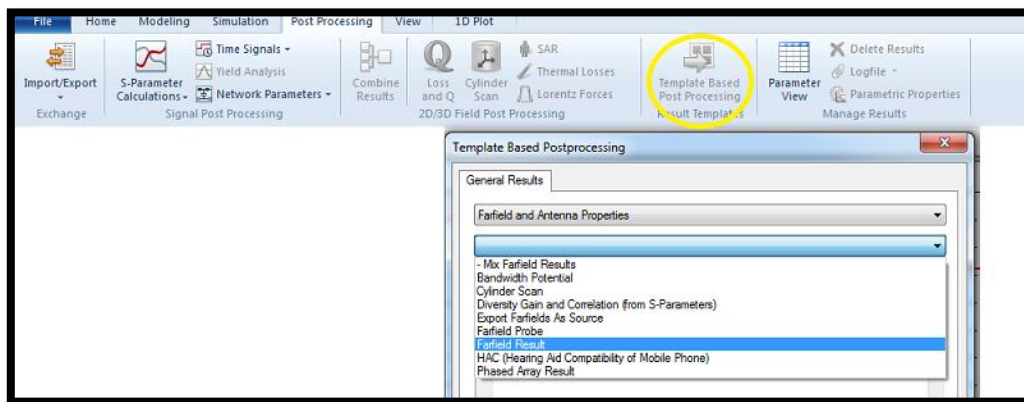 File Home Modeling Simulation Post Processing View 1D Plot
Import/Export
S-Parameter
Calculations
Time Signals
Yield Analysis
Network Parameters
Combine
Results
Loss
and Q
Cylinder
Scan
SAR
Thermal Losses
Lorentz Forces
Template Based
Post Processing
Parameter
View
Delete Results
Logfile
Parametric Properties
Exchange Signal Post Processing 2D/3D Field Post Processing Result Templates Manage Results
Template Based Postprocessing
General Results
Farfield and Antenna Properties
- Mix Farfield Results
Bandwidth Potential
Cylinder Scan
Diversity Gain and Correlation (from S-Parameters)
Export Farfields As Source
Farfield Probe
Farfield Result
HAC (Hearing Aid Compatibility of Mobile Phone)
Phased Array Result